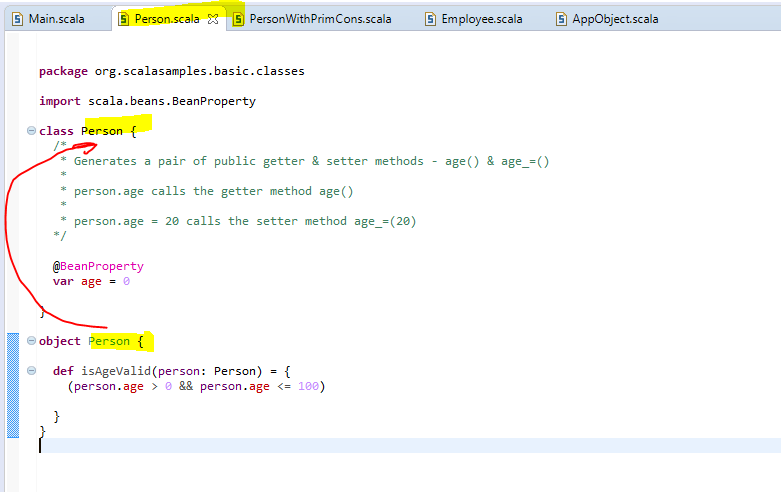 Main.scala Person.scala PersonWithPrimCons.scala Employee.scala AppObject.scala
package org.scalasamples.basic.classes
import scala.beans.BeanProperty
class Person {
/*
* Generates a pair of public getter & setter methods - age() & age_=()
*
* person.age calls the getter method age()
*
* person.age = 20 calls the setter method age_=(20)
*/
@BeanProperty
var age = 0
}
object Person {
def isAgeValid(person: Person) = {
(person.age > 0 && person.age <= 100)
}
}